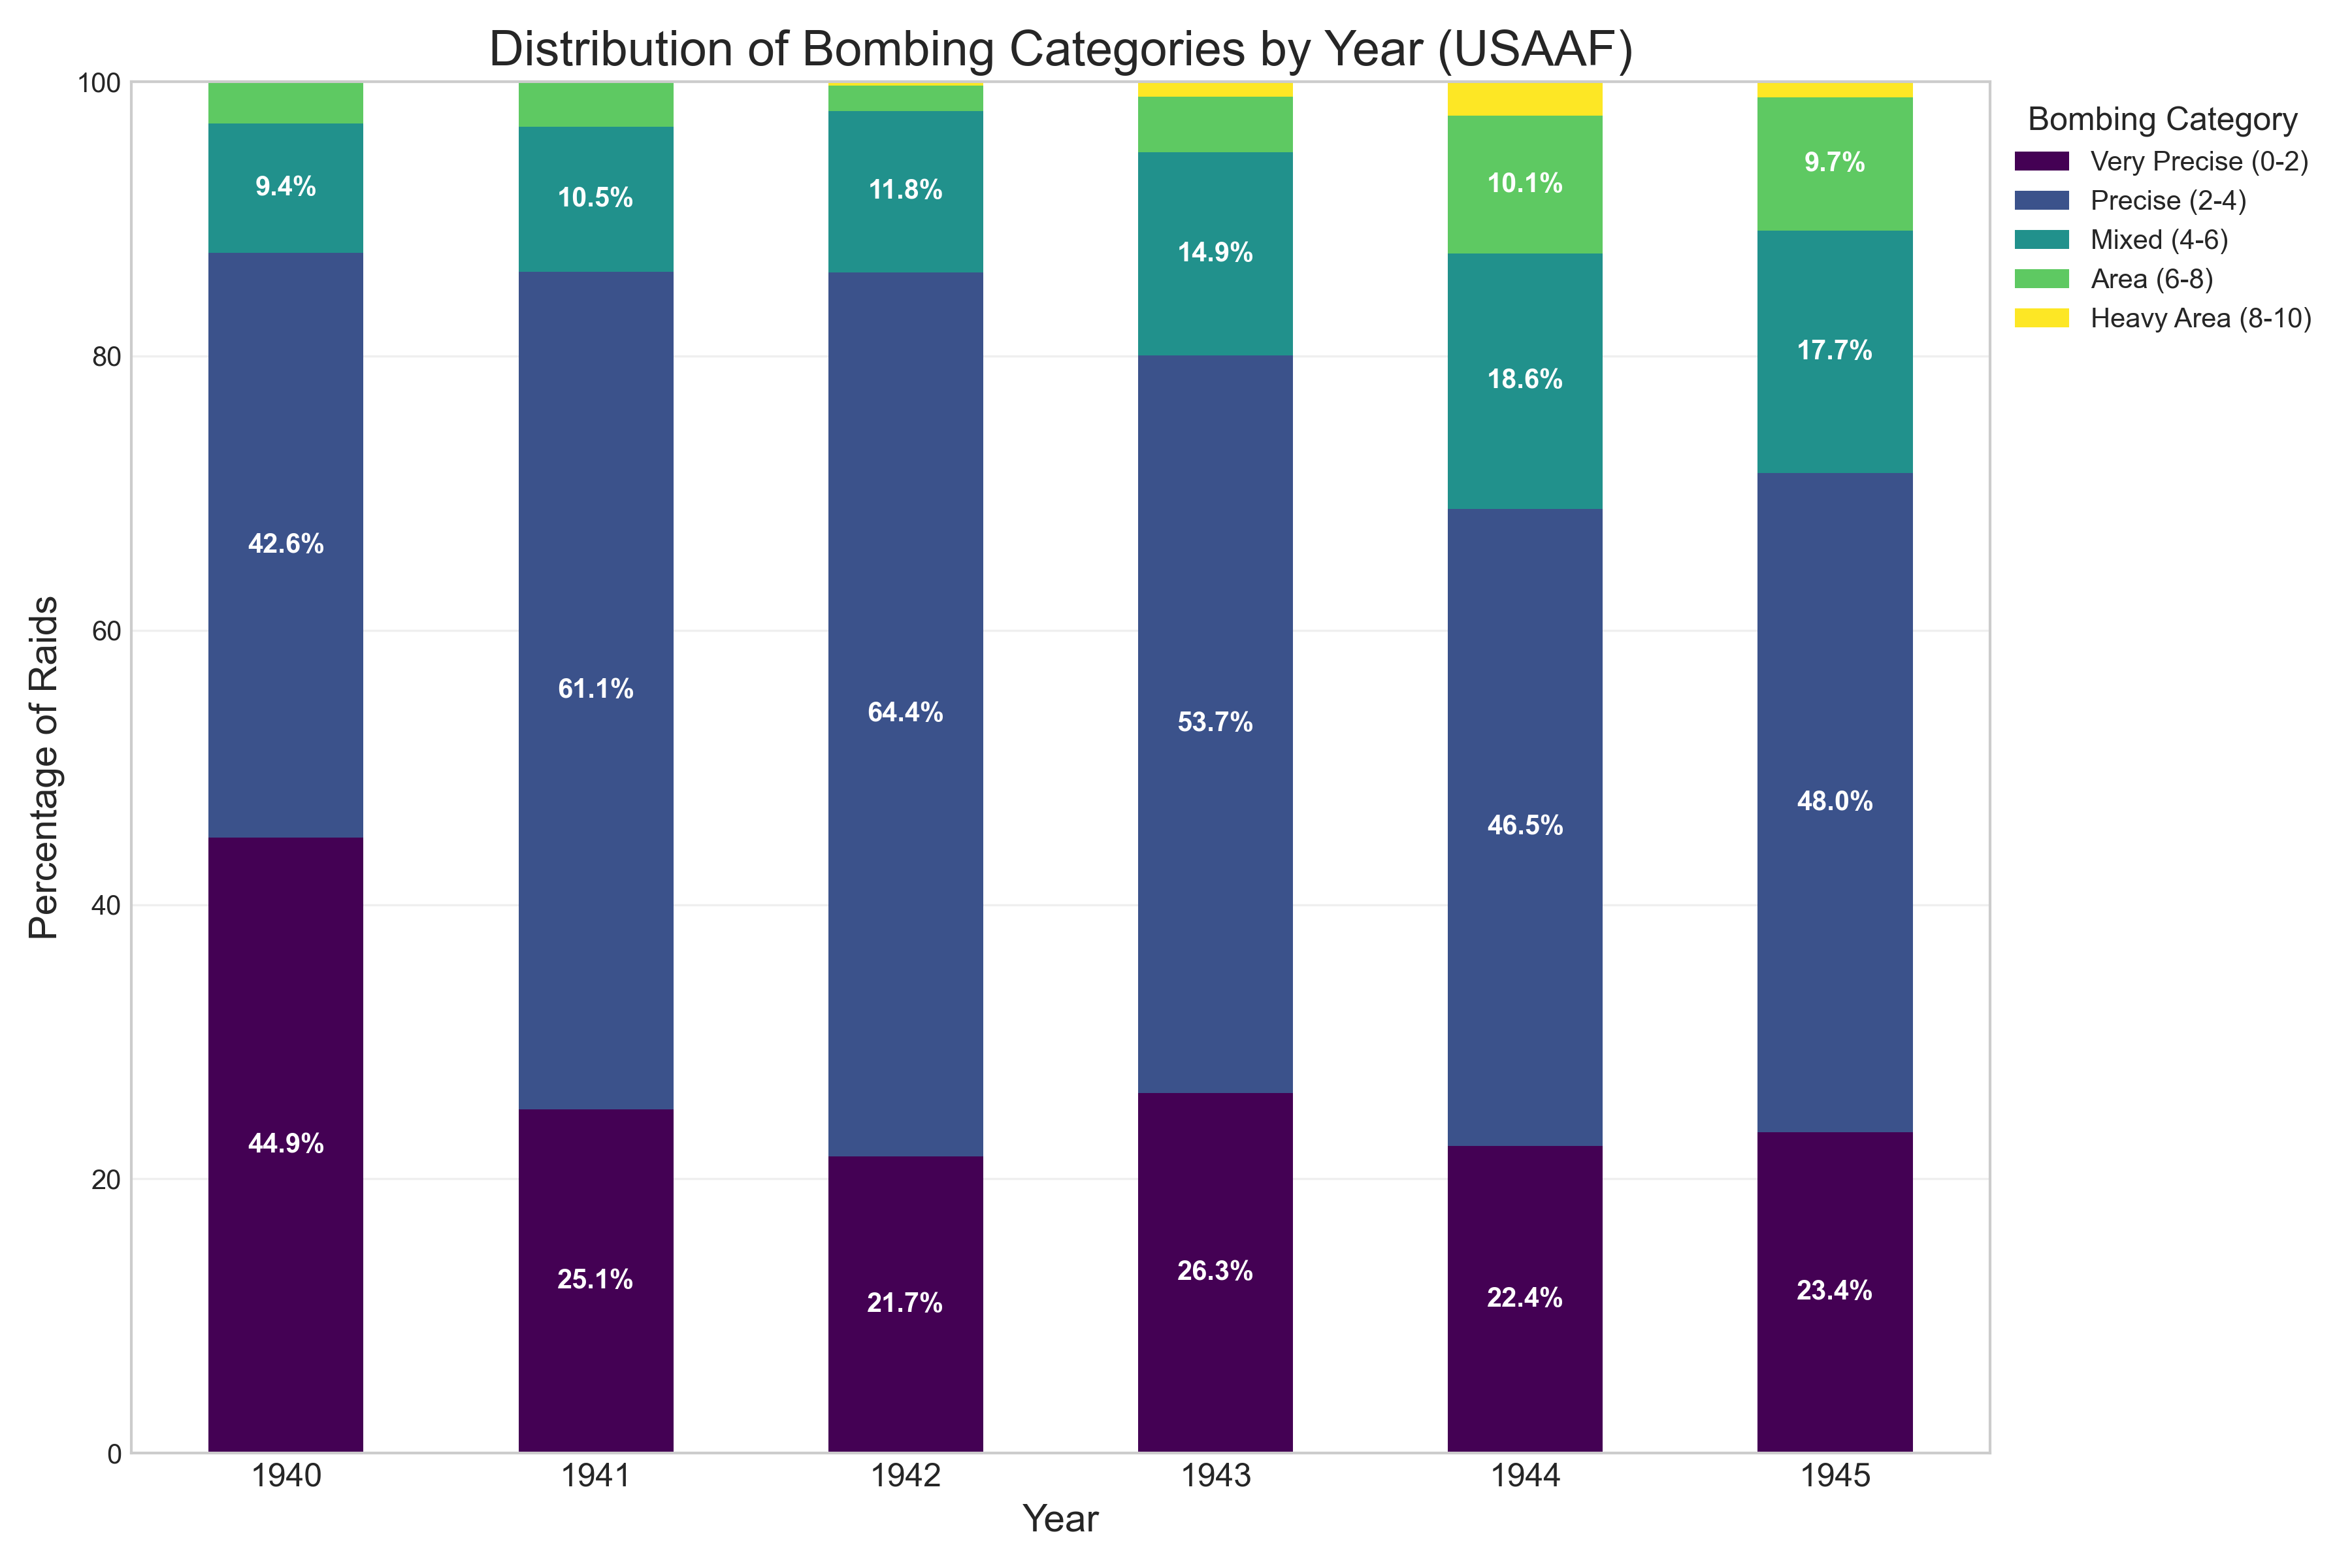 Distribution of Bombing Categories by Year (USAAF)
Percentage of Raids
100
80
60
40
20
0
9.4%
42.6%
44.9%
10.5%
61.1%
25.1%
11.8%
64.4%
21.7%
14.9%
53.7%
26.3%
10.1%
18.6%
46.5%
22.4%
9.7%
17.7%
48.0%
23.4%
1940 1941 1942 1943 1944 1945
Year
Bombing Category
Very Precise (0-2)
Precise (2-4)
Mixed (4-6)
Area (6-8)
Heavy Area (8-10)